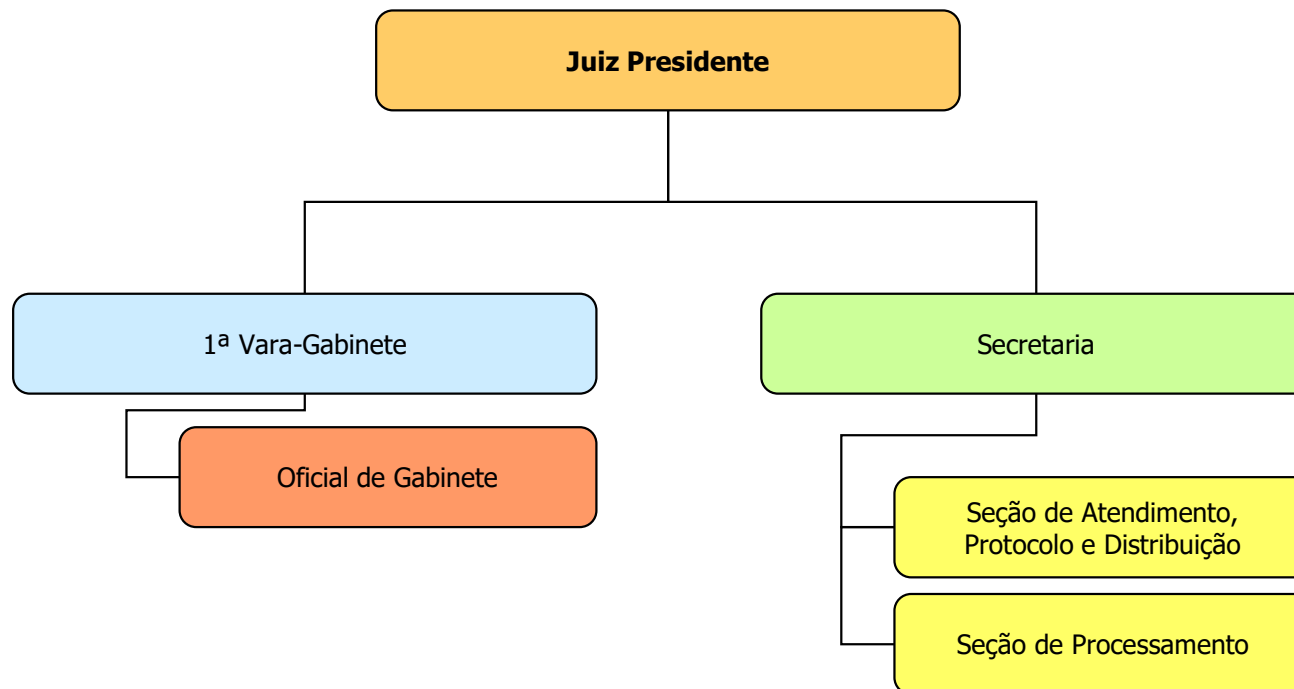 Juiz Presidente
1ª Vara-Gabinete
Secretaria
Oficial de Gabinete
Seção de Atendimento,
Protocolo e Distribuição
Seção de Processamento